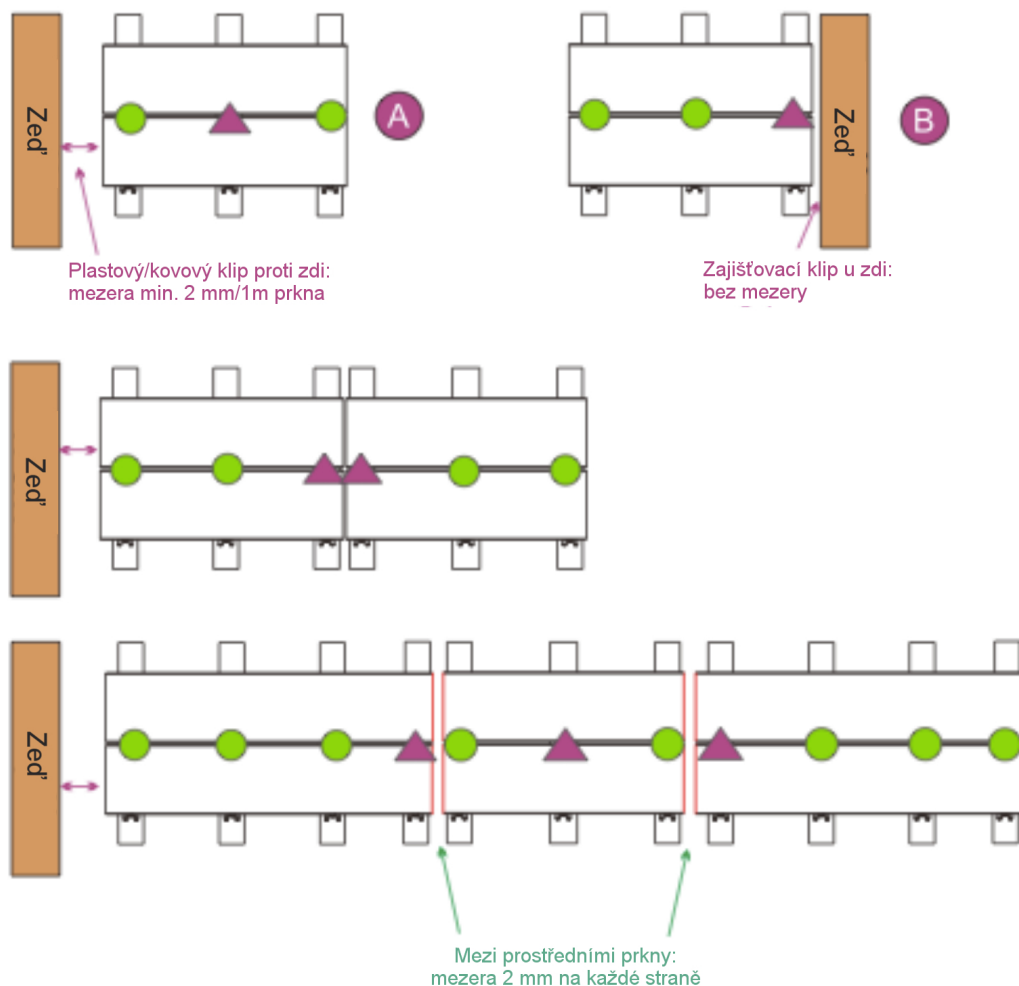 Zeď
A
Zeď
B
Plastový/kovový klip proti zdi:
mezera min. 2 mm/1m prkna
Zajišťovací klip u zdi:
bez mezery
Zeď
Zeď
Mezi prostředními prkny:
mezera 2 mm na každé straně